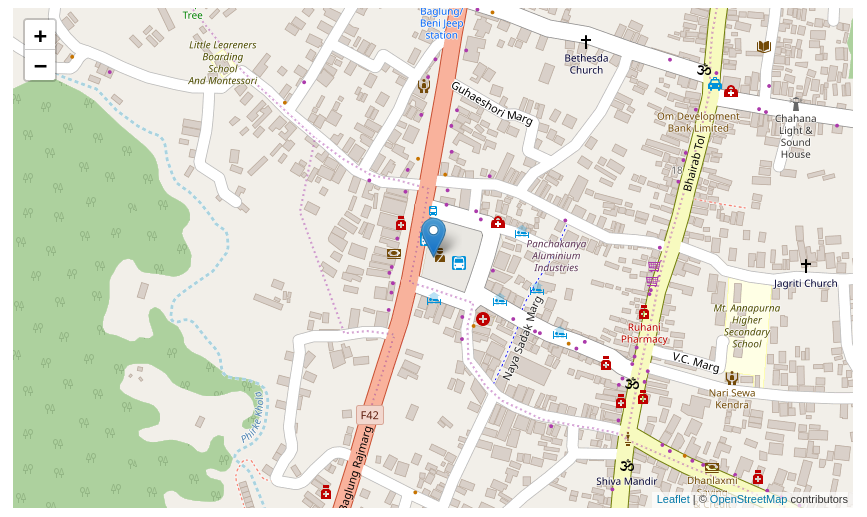 Tree
Baglung/
Beni Jeep
station
+
−
Little Leareners
Boarding
School
And Montessori
Bethesda
Church
Guhaeshori Marg
Om Development
Bank Limited
Chahana
Light &
Sound
House
Bhairab Tol
18
Panchakanya
Aluminium
Industries
Jagriti Church
Mt. Annapurna
Higher
Secondary
School
Ruhani
Pharmacy
Naya Sadak Marg
V.C. Marg
Nari Sewa
Kendra
F42
Phirke Khola
Baglung Rajmarg
ॐ
ॐ
ॐ
Shiva Mandir
Dhanlaxmi
Leaflet | © OpenStreetMap contributors